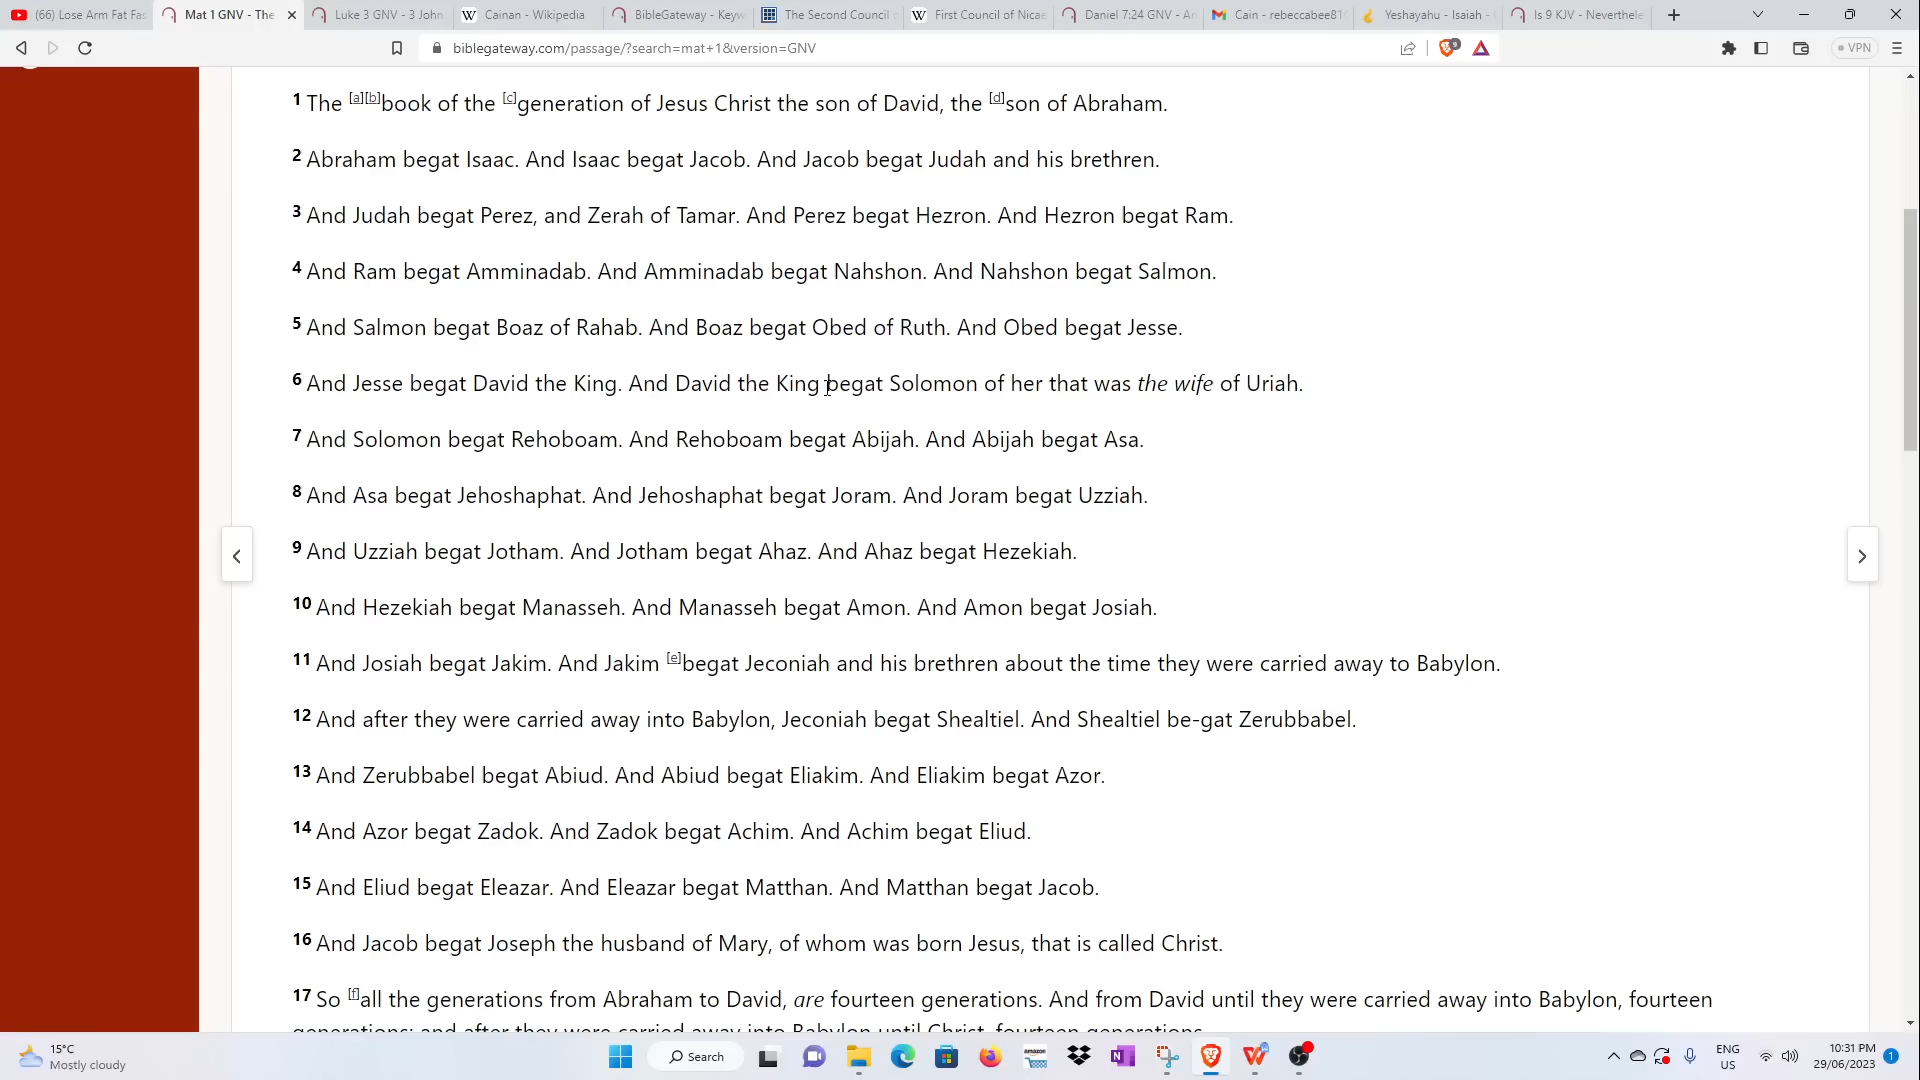 (66) Lose Arm Fat Fas
Mat 1 GNV - The
Luke 3 GNV - 3 John
Cainan - Wikipedia
BibleGateway - Keyw
The Second Council o
First Council of Nicae
Daniel 7:24 GNV - An
Cain - rebeccabee81
Yeshayahu - Isaiah -
Is 9 KJV - Neverthele
biblegateway.com/passage/?search=mat+1&version=GNV
9
VPN
1 The [a][b]book of the [c]generation of Jesus Christ the son of David, the [d]son of Abraham.
2 Abraham begat Isaac. And Isaac begat Jacob. And Jacob begat Judah and his brethren.
3 And Judah begat Perez, and Zerah of Tamar. And Perez begat Hezron. And Hezron begat Ram.
4 And Ram begat Amminadab. And Amminadab begat Nahshon. And Nahshon begat Salmon.
5 And Salmon begat Boaz of Rahab. And Boaz begat Obed of Ruth. And Obed begat Jesse.
6 And Jesse begat David the King. And David the King begat Solomon of her that was the wife of Uriah.
7 And Solomon begat Rehoboam. And Rehoboam begat Abijah. And Abijah begat Asa.
8 And Asa begat Jehoshaphat. And Jehoshaphat begat Joram. And Joram begat Uzziah.
9 And Uzziah begat Jotham. And Jotham begat Ahaz. And Ahaz begat Hezekiah.
10 And Hezekiah begat Manasseh. And Manasseh begat Amon. And Amon begat Josiah.
11 And Josiah begat Jakim. And Jakim [e]begat Jeconiah and his brethren about the time they were carried away to Babylon.
12 And after they were carried away into Babylon, Jeconiah begat Shealtiel. And Shealtiel be-gat Zerubbabel.
13 And Zerubbabel begat Abiud. And Abiud begat Eliakim. And Eliakim begat Azor.
14 And Azor begat Zadok. And Zadok begat Achim. And Achim begat Eliud.
15 And Eliud begat Eleazar. And Eleazar begat Matthan. And Matthan begat Jacob.
16 And Jacob begat Joseph the husband of Mary, of whom was born Jesus, that is called Christ.
17 So [f]all the generations from Abraham to David, are fourteen generations. And from David until they were carried away into Babylon, fourteen
generations: and after they were carried away into Babylon until Christ, fourteen generations.
15°C
Mostly cloudy
Search
amazon
ENG
US
10:31 PM
29/06/2023
1